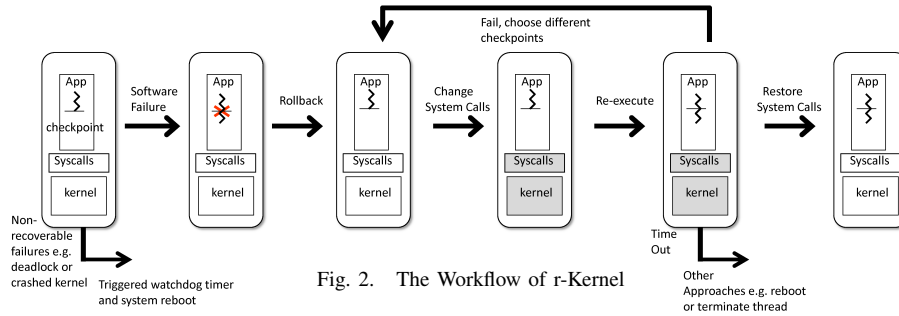 Fail, choose different
checkpoints
App
checkpoint
Syscalls
kernel
Software
Failure
App
Syscalls
kernel
Rollback
App
Syscalls
kernel
Change
System Calls
App
Syscalls
kernel
Re-execute
App
Syscalls
kernel
Restore
System Calls
App
Syscalls
kernel
Non-
recoverable
failures e.g.
deadlock or
crashed kernel
Triggered watchdog timer
and system reboot
Time
Out
Other
Approaches e.g. reboot
or terminate thread
Fig. 2. The Workflow of r-Kernel